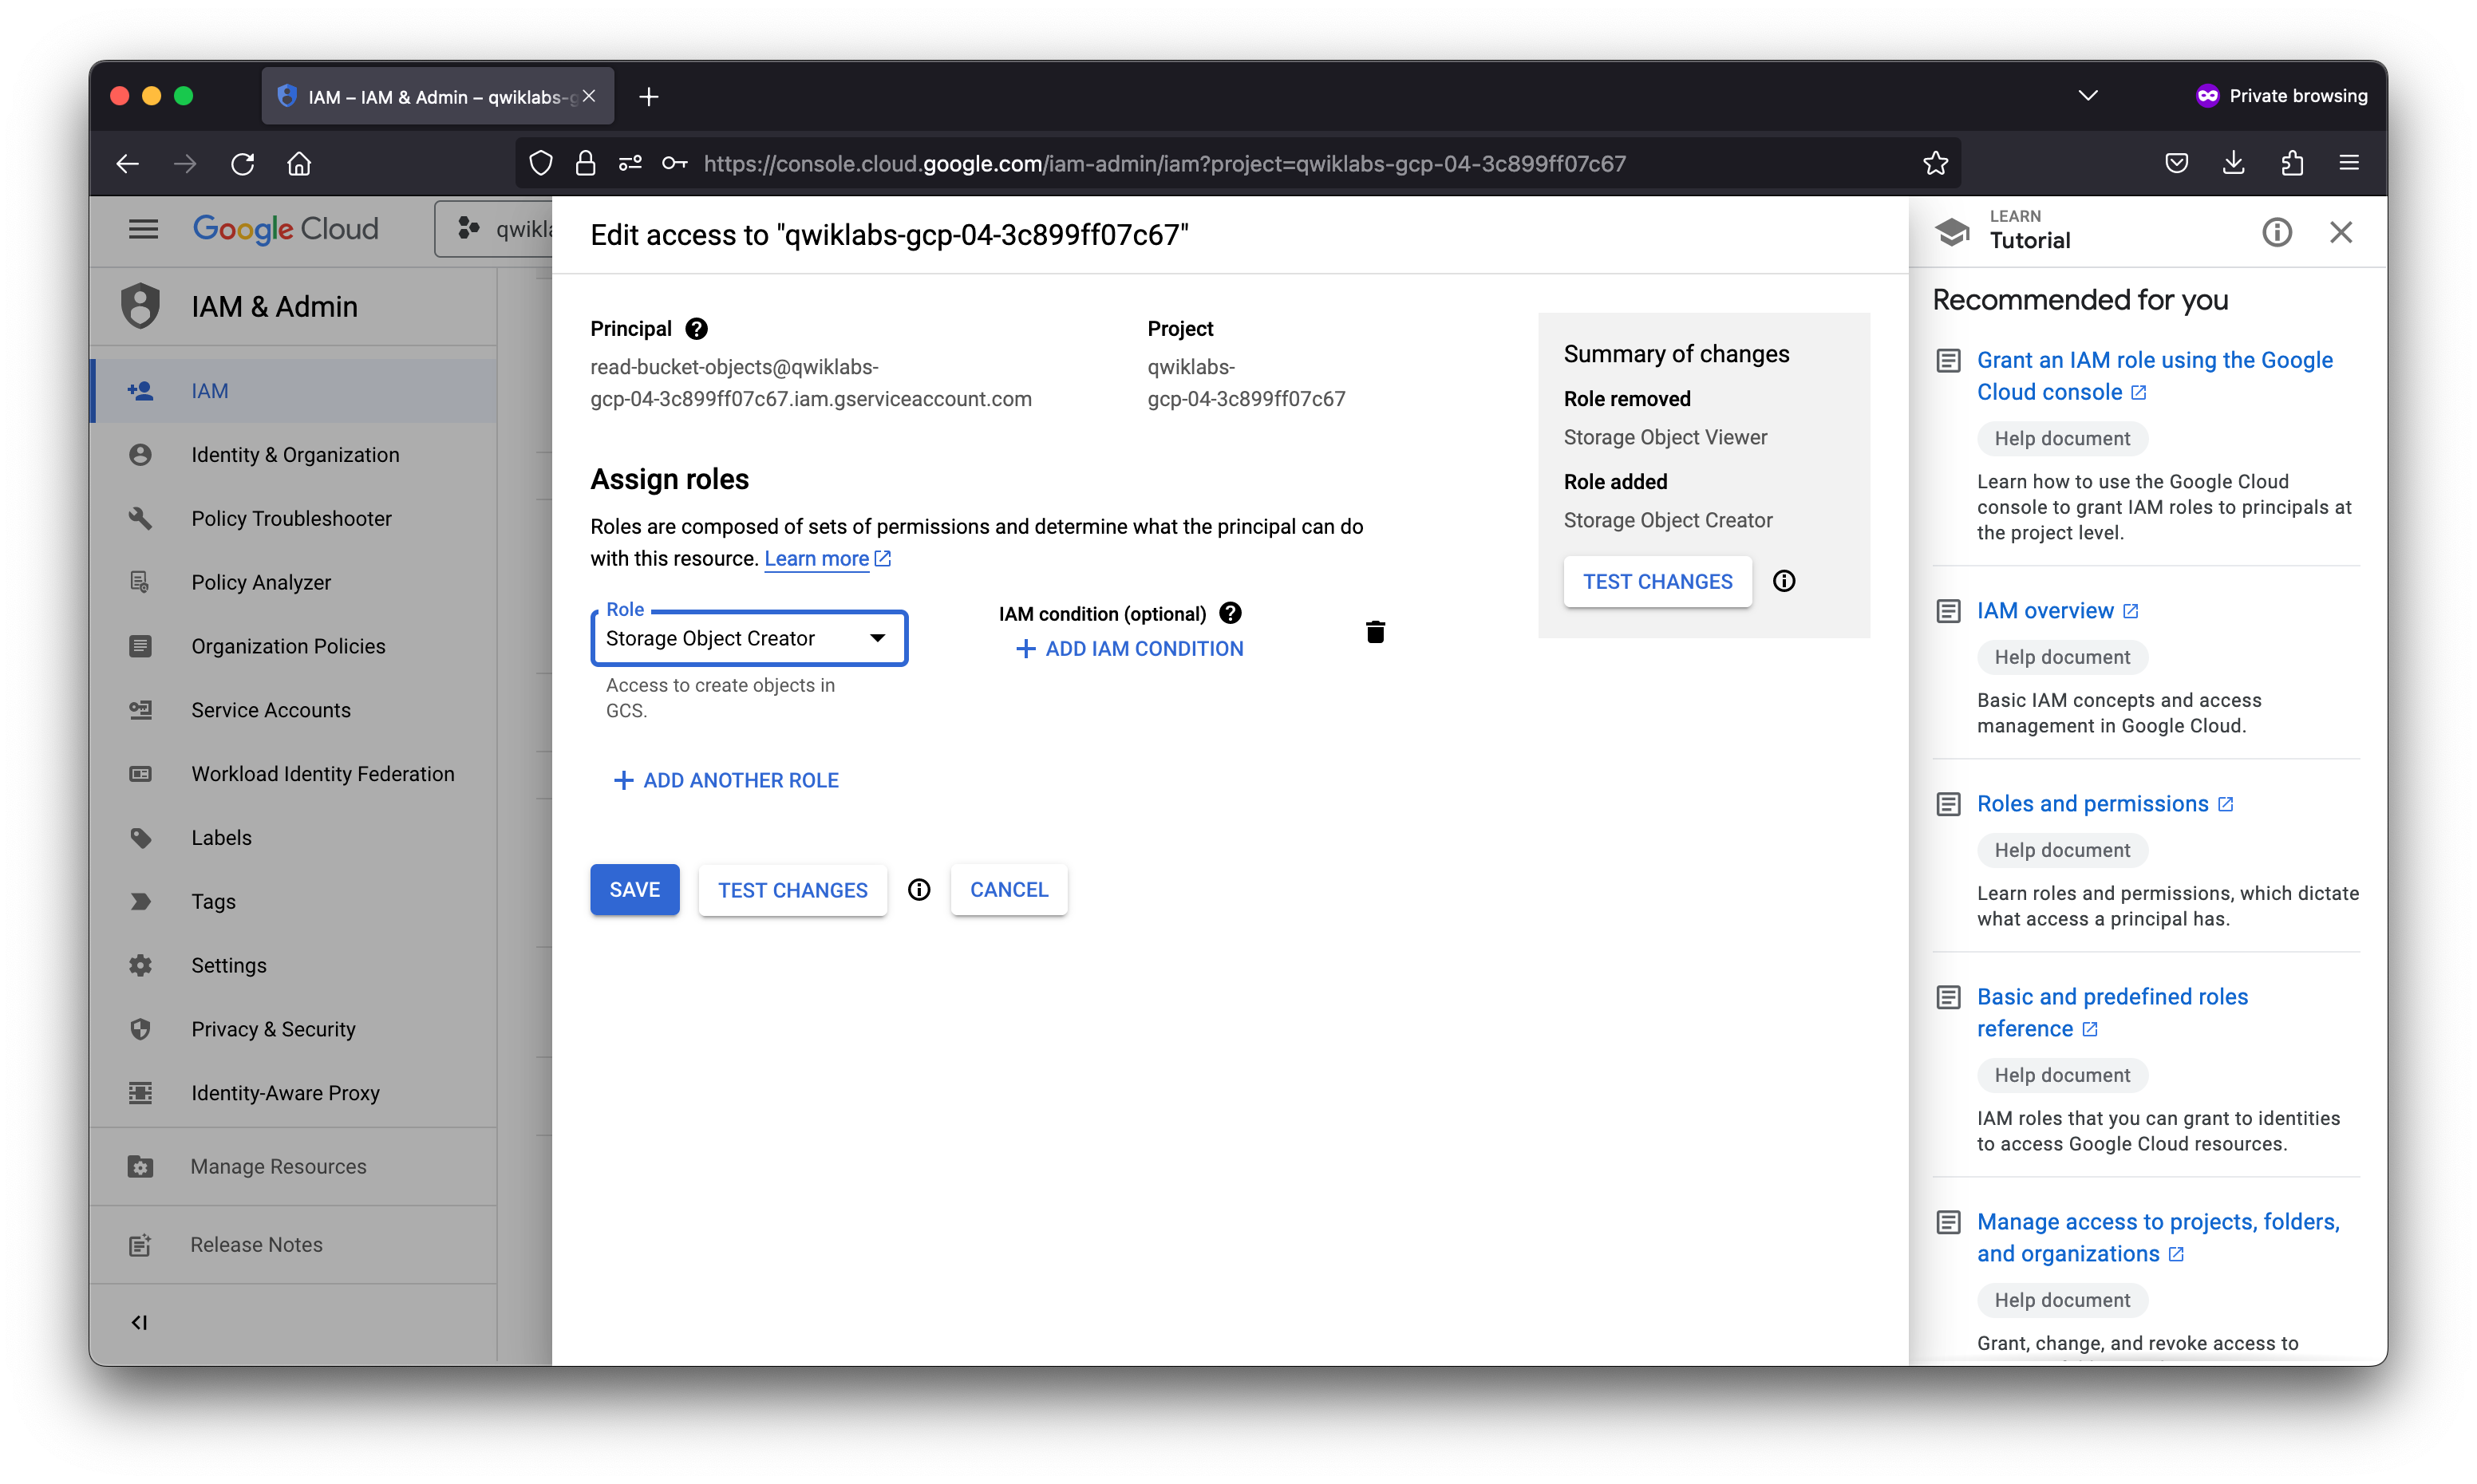 IAM – IAM & Admin – qwiklabs-g
Private browsing
https://console.cloud.google.com/iam-admin/iam?project=qwiklabs-gcp-04-3c899ff07c67
Google Cloud
qwikla
IAM & Admin
IAM
Identity & Organization
Policy Troubleshooter
Policy Analyzer
Organization Policies
Service Accounts
Workload Identity Federation
Labels
Tags
Settings
Privacy & Security
Identity-Aware Proxy
Manage Resources
Release Notes
Edit access to "qwiklabs-gcp-04-3c899ff07c67"
Principal
read-bucket-objects@qwiklabs-
gcp-04-3c899ff07c67.iam.gserviceaccount.com
Project
qwiklabs-
gcp-04-3c899ff07c67
Assign roles
Roles are composed of sets of permissions and determine what the principal can do
with this resource. Learn more
Role
Storage Object Creator
Access to create objects in
GCS.
IAM condition (optional)
ADD IAM CONDITION
ADD ANOTHER ROLE
SAVE
TEST CHANGES
CANCEL
Summary of changes
Role removed
Storage Object Viewer
Role added
Storage Object Creator
TEST CHANGES
LEARN
Tutorial
Recommended for you
Grant an IAM role using the Google
Cloud console
Help document
Learn how to use the Google Cloud
console to grant IAM roles to principals at
the project level.
IAM overview
Help document
Basic IAM concepts and access
management in Google Cloud.
Roles and permissions
Help document
Learn roles and permissions, which dictate
what access a principal has.
Basic and predefined roles
reference
Help document
IAM roles that you can grant to identities
to access Google Cloud resources.
Manage access to projects, folders,
and organizations
Help document
Grant, change, and revoke access to